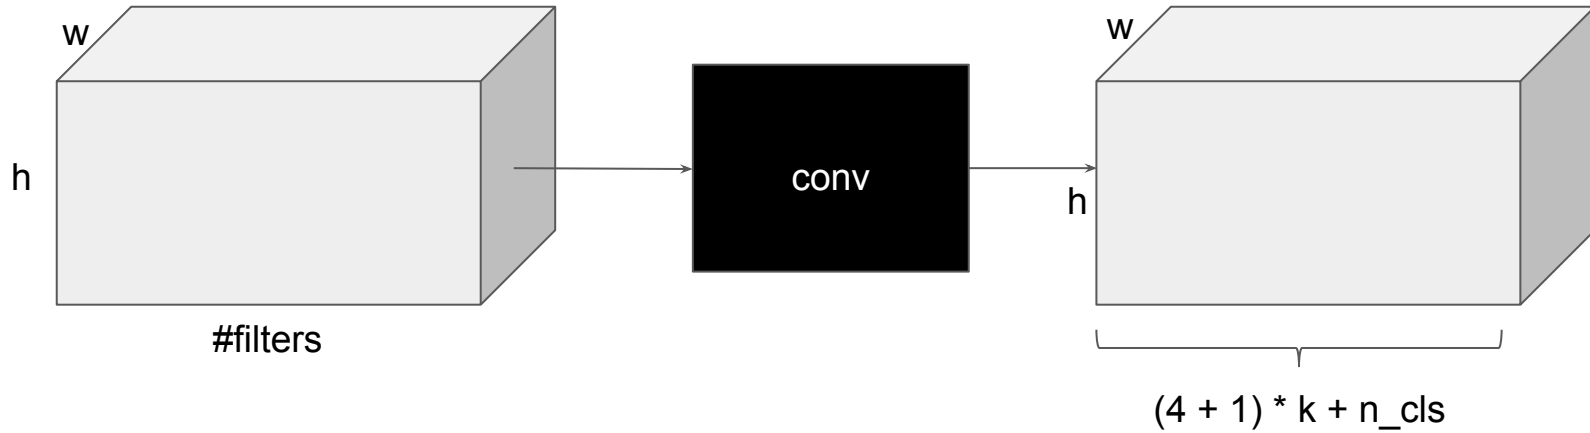 w
h
#filters
conv
w
h
(4 + 1) * k + n_cls